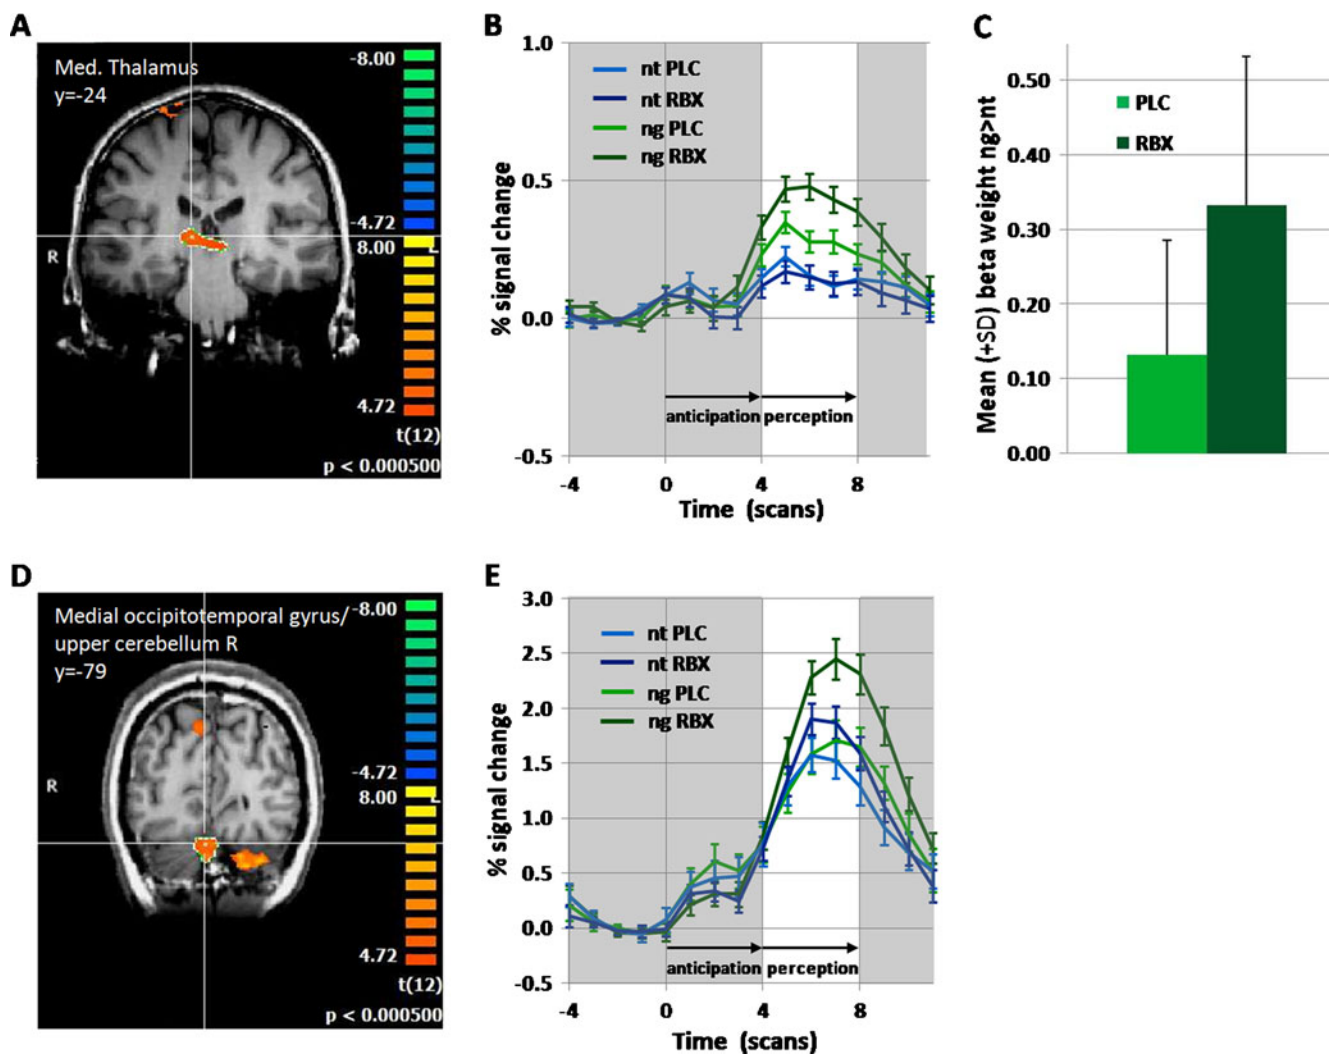 A
Med. Thalamus
y=-24
R
-8.00
-4.72
8.00
L
4.72
t(12)
p < 0.000500
B
nt PLC
nt RBX
ng PLC
ng RBX
% signal change
1.0
0.5
0.0
-0.5
anticipation
perception
-4
0
4
8
Time (scans)
C
PLC
RBX
Mean (+SD) beta weight ng>nt
0.50
0.40
0.30
0.20
0.10
0.00
D
Medial occipitotemporal gyrus/
upper cerebellum R
y=-79
R
-8.00
-4.72
8.00
L
4.72
t(12)
p < 0.000500
E
nt PLC
nt RBX
ng PLC
ng RBX
% signal change
3.0
2.5
2.0
1.5
1.0
0.5
0.0
-0.5
anticipation
perception
-4
0
4
8
Time (scans)